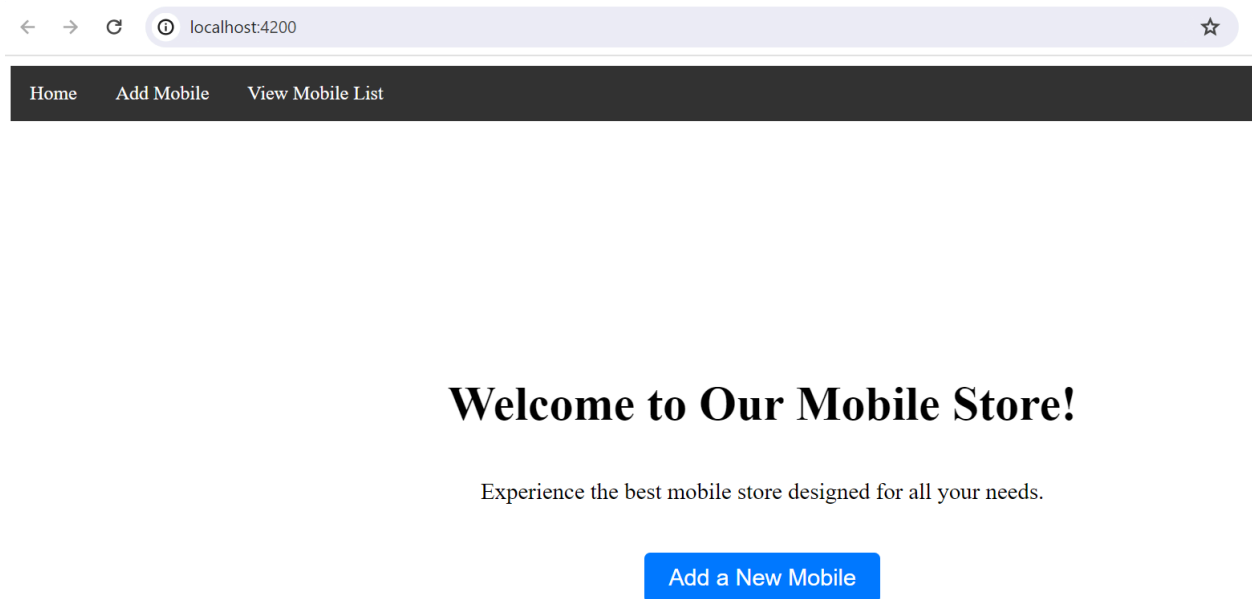 localhost:4200
Home Add Mobile View Mobile List
Welcome to Our Mobile Store!
Experience the best mobile store designed for all your needs.
Add a New Mobile